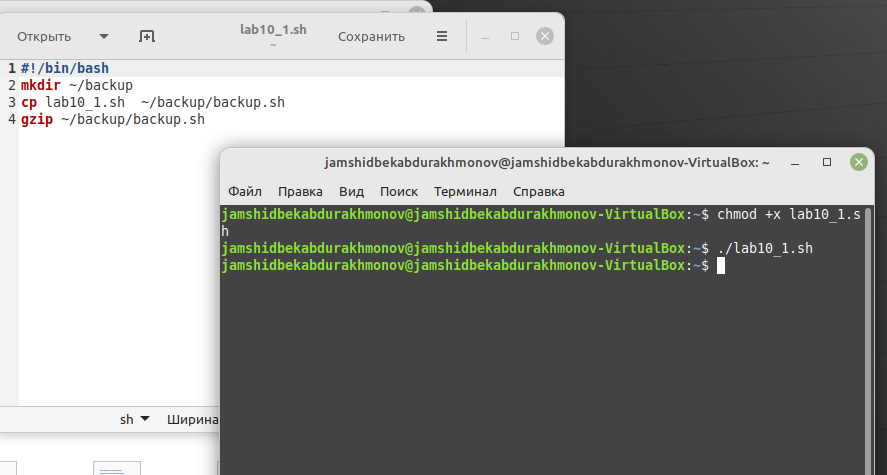 Открыть
lab10_1.sh
~
Сохранить
1 #!/bin/bash
2 mkdir ~/backup
3 cp lab10_1.sh  ~/backup/backup.sh
4 gzip ~/backup/backup.sh
sh
Ширина
jamshidbekabdurakhmonov@jamshidbekabdurakhmonov-VirtualBox: ~
Файл Правка Вид Поиск Терминал Справка
jamshidbekabdurakhmonov@jamshidbekabdurakhmonov-VirtualBox:~$ chmod +x lab10_1.s
h
jamshidbekabdurakhmonov@jamshidbekabdurakhmonov-VirtualBox:~$ ./lab10_1.sh
jamshidbekabdurakhmonov@jamshidbekabdurakhmonov-VirtualBox:~$